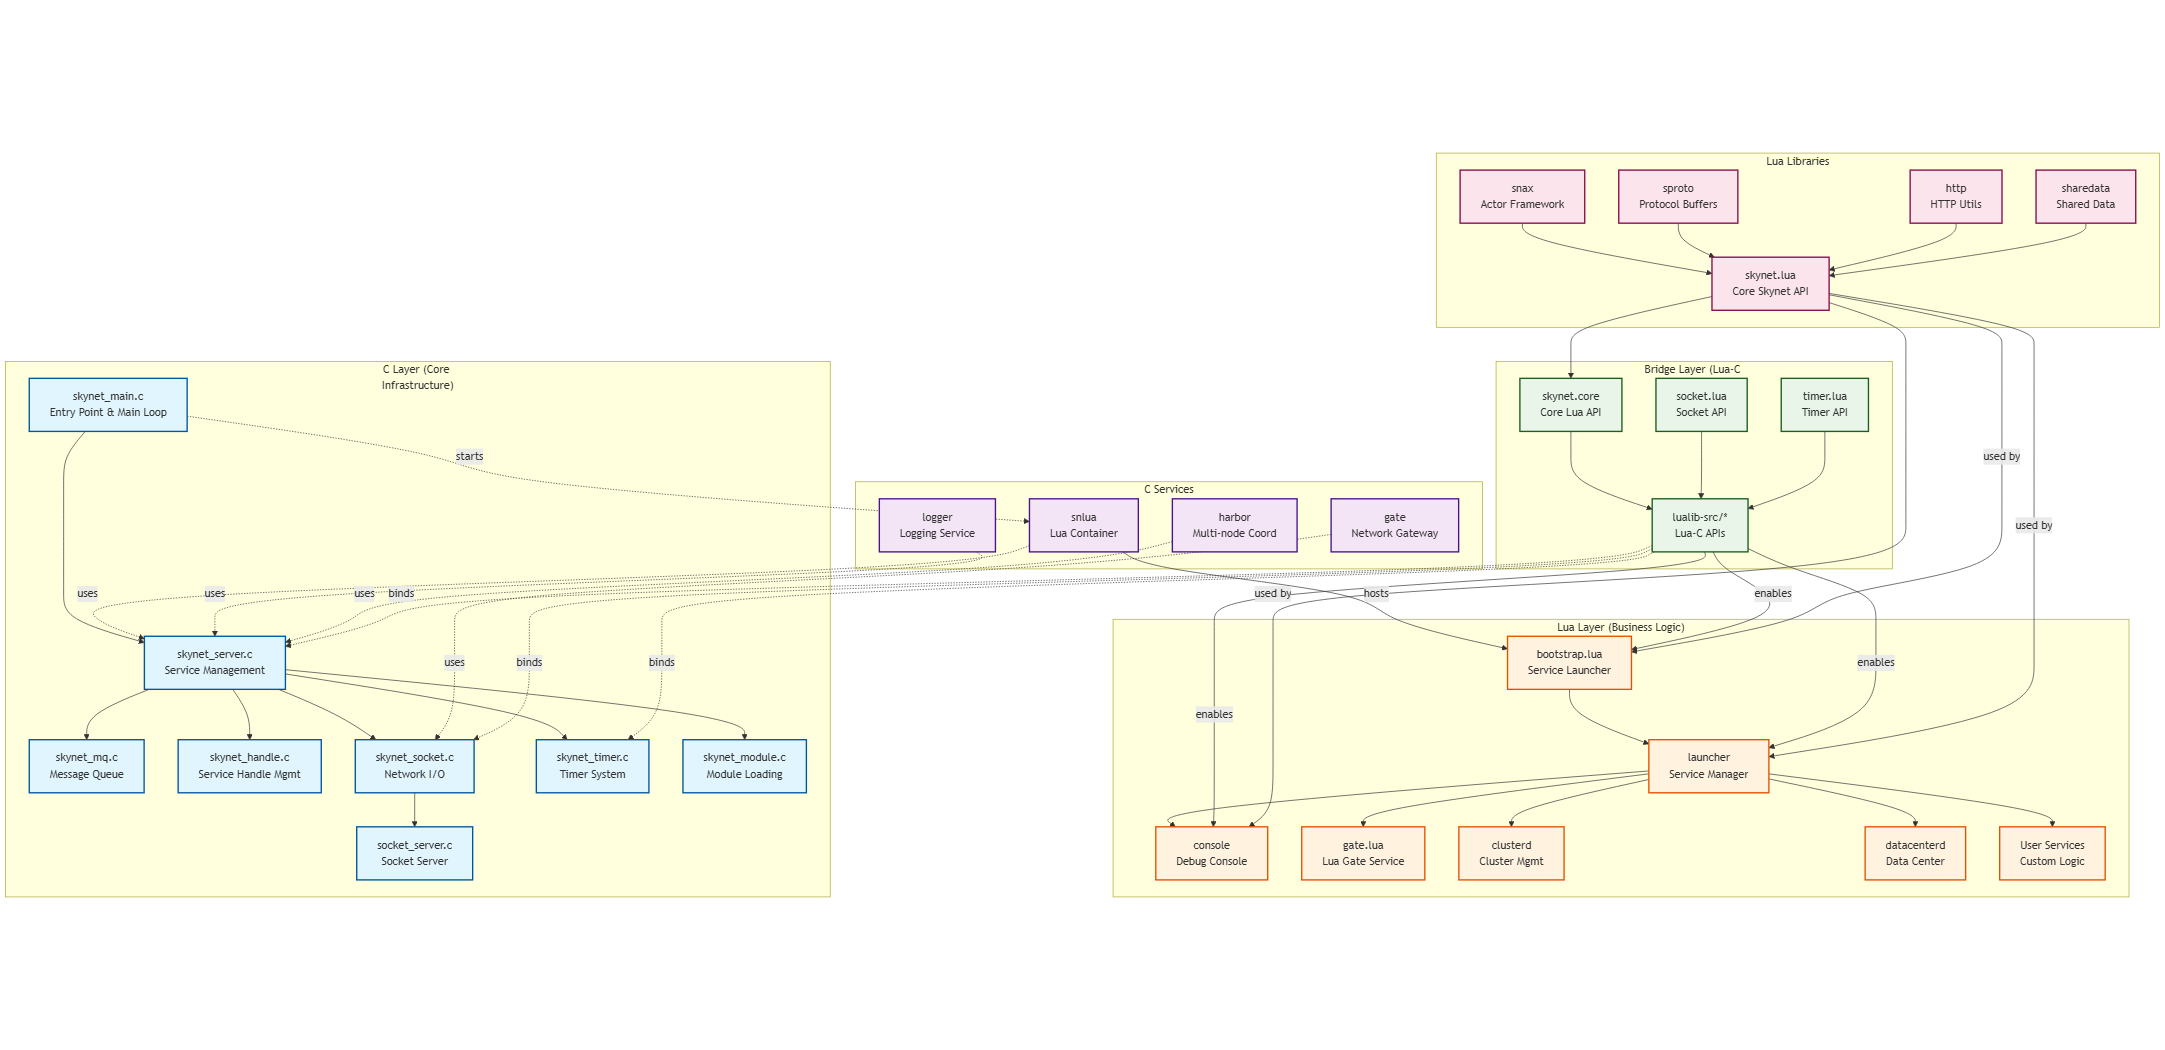 Lua Libraries
snax
Actor Framework
sproto
Protocol Buffers
http
HTTP Utils
sharedata
Shared Data
skynet.lua
Core Skynet API
C Layer (Core
Infrastructure)
skynet_main.c
Entry Point & Main Loop
Bridge Layer (Lua-C
skynet.core
Core Lua API
socket.lua
Socket API
timer.lua
Timer API
starts
used by
C Services
logger
Logging Service
snlua
Lua Container
harbor
Multi-node Coord
gate
Network Gateway
lualib-src/*
Lua-C APIs
used by
uses
uses
uses
binds
used by
hosts
enables
skynet_server.c
Service Management
uses
binds
binds
Lua Layer (Business Logic)
bootstrap.lua
Service Launcher
enables
enables
skynet_mq.c
Message Queue
skynet_handle.c
Service Handle Mgmt
skynet_socket.c
Network I/O
skynet_timer.c
Timer System
skynet_module.c
Module Loading
launcher
Service Manager
socket_server.c
Socket Server
console
Debug Console
gate.lua
Lua Gate Service
clusterd
Cluster Mgmt
datacenterd
Data Center
User Services
Custom Logic